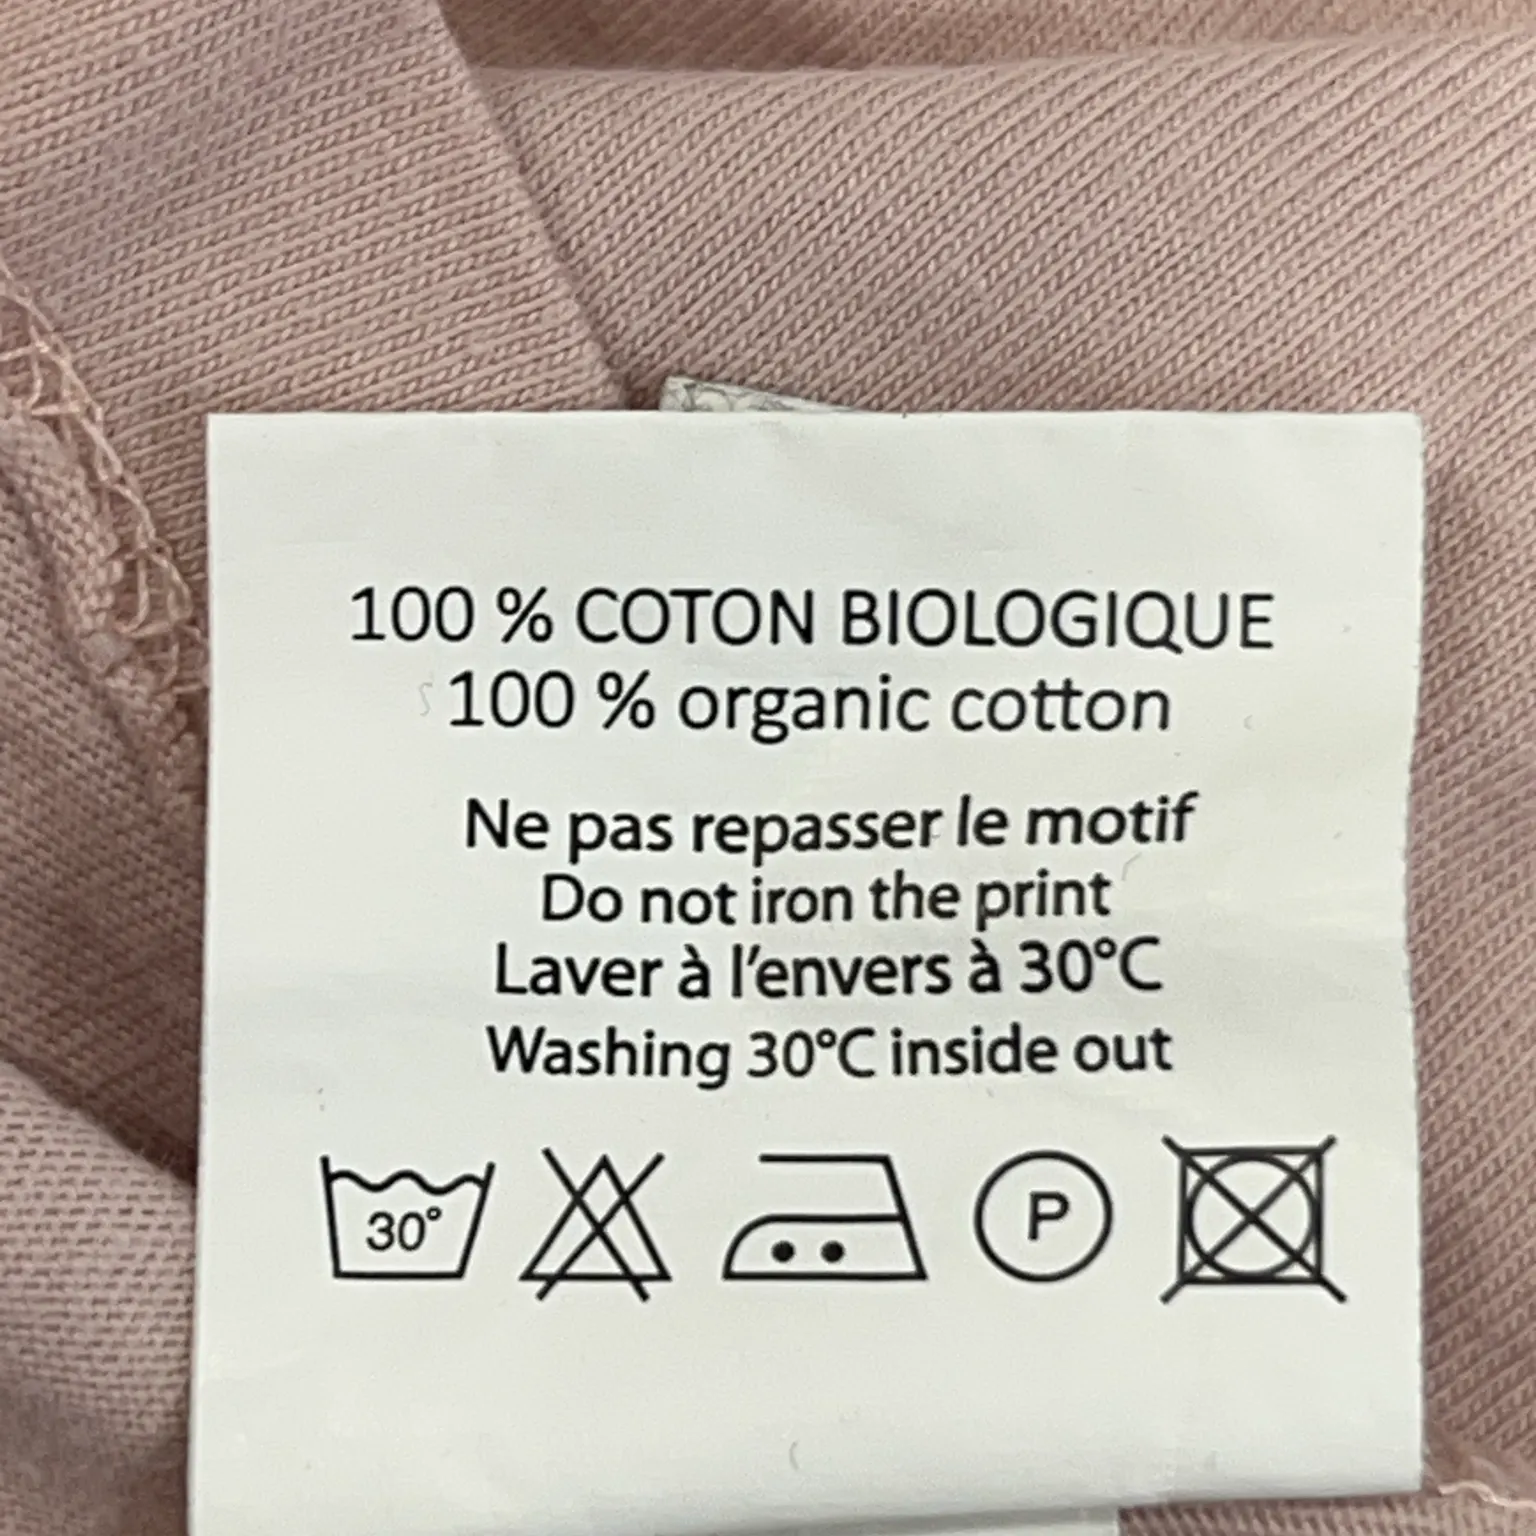 100 % COTON BIOLOGIQUE
100 % organic cotton
Ne pas repasser le motif
Do not iron the print
Laver à l'envers à 30°C
Washing 30°C inside out
30° P